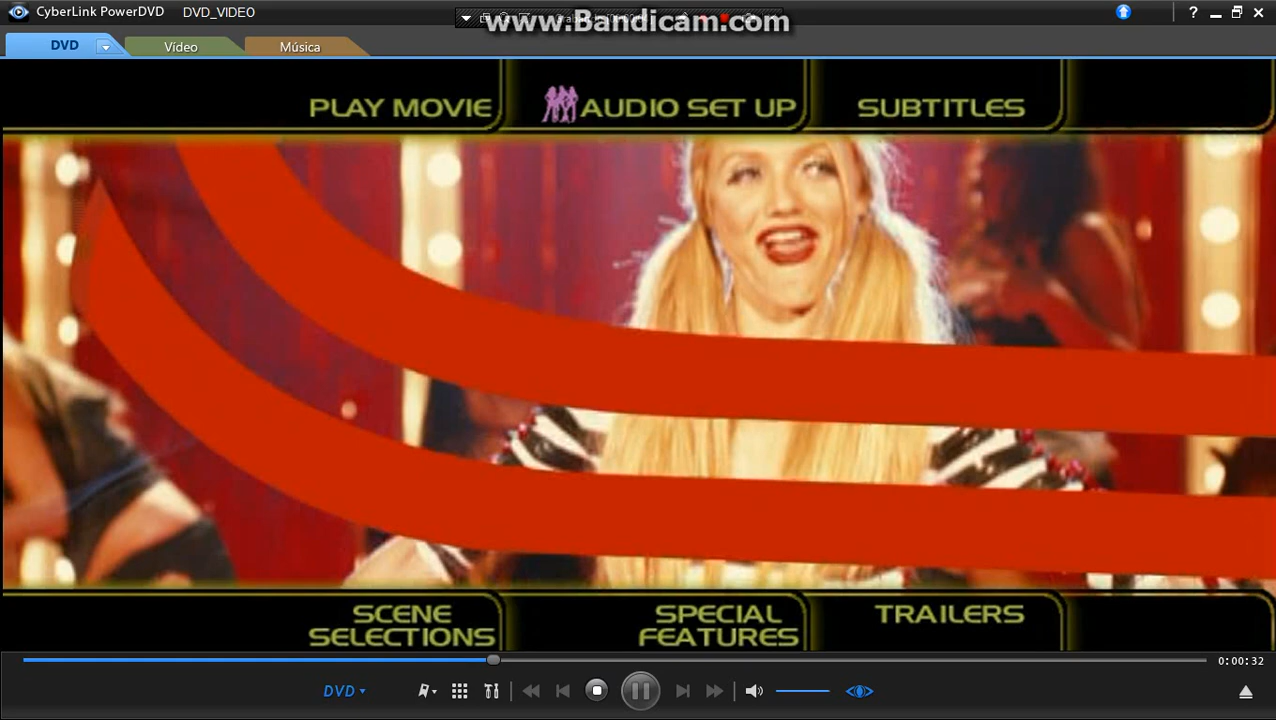 CyberLink PowerDVD DVD_VIDEO
www.Bandicam.com
DVD Vídeo Música
PLAY MOVIE AUDIO SET UP SUBTITLES
SCENE SELECTIONS
SPECIAL FEATURES
TRAILERS
0:00:32
DVD